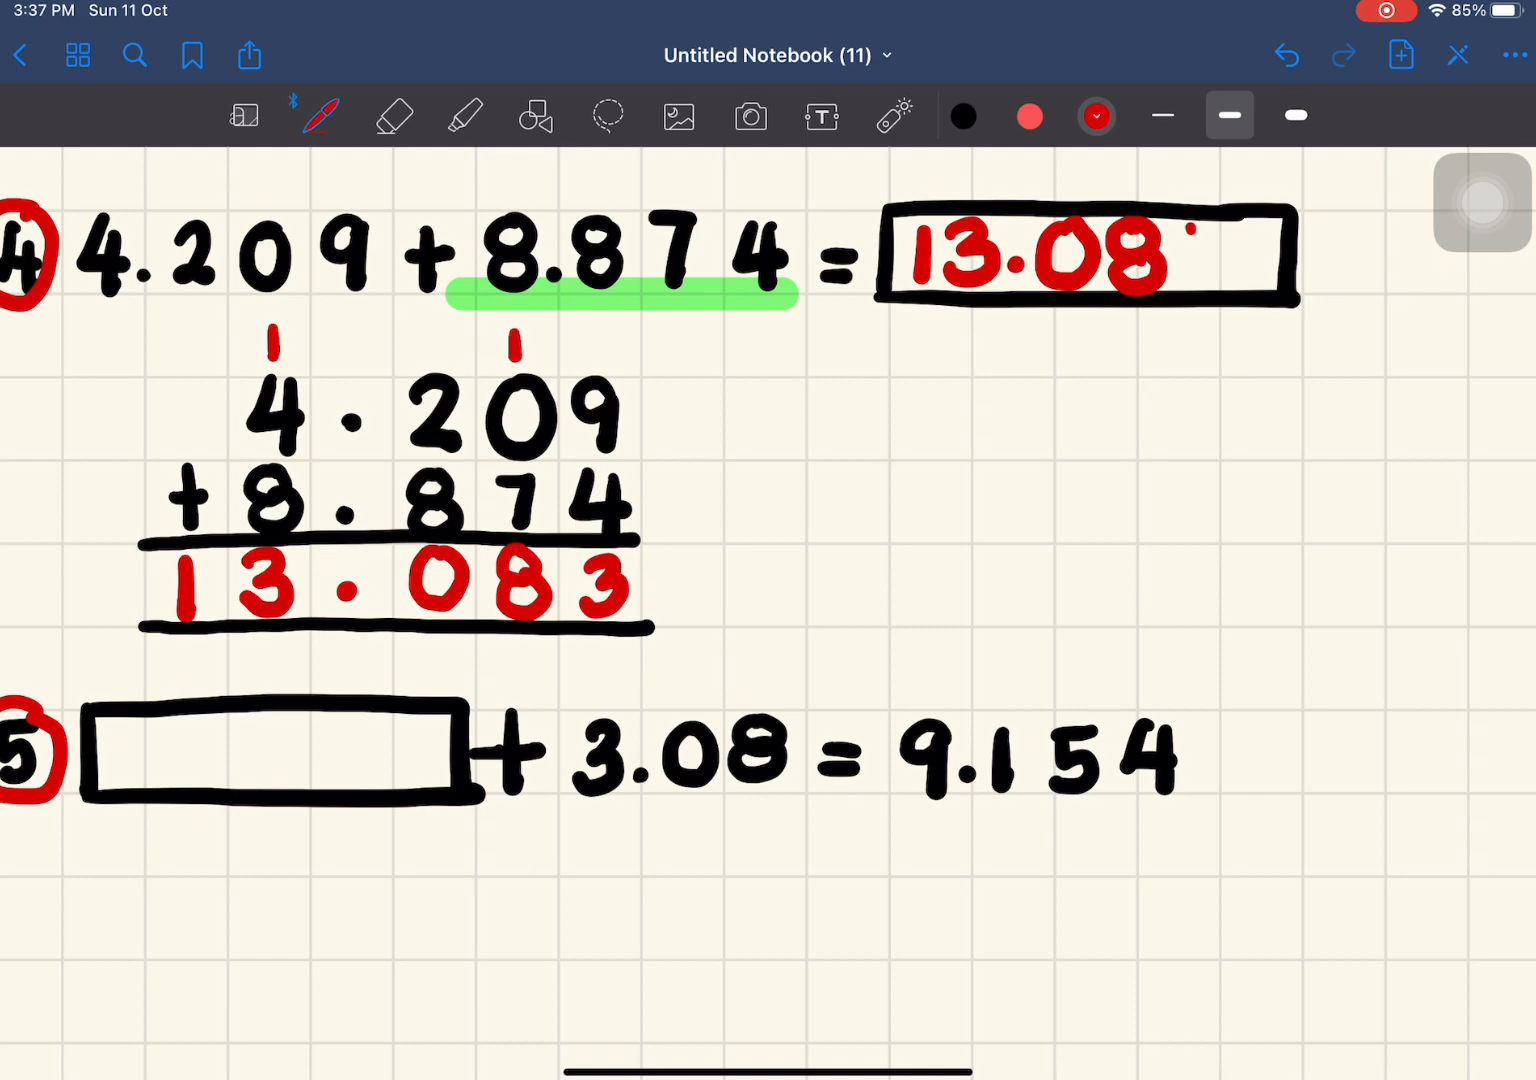 3:37 PM Sun 11 Oct 85%
Untitled Notebook (11)
T
4 4.209 + 8.874 = 13.08
1 1
4.209
+ 8.874
13.083
5 + 3.08 = 9.154